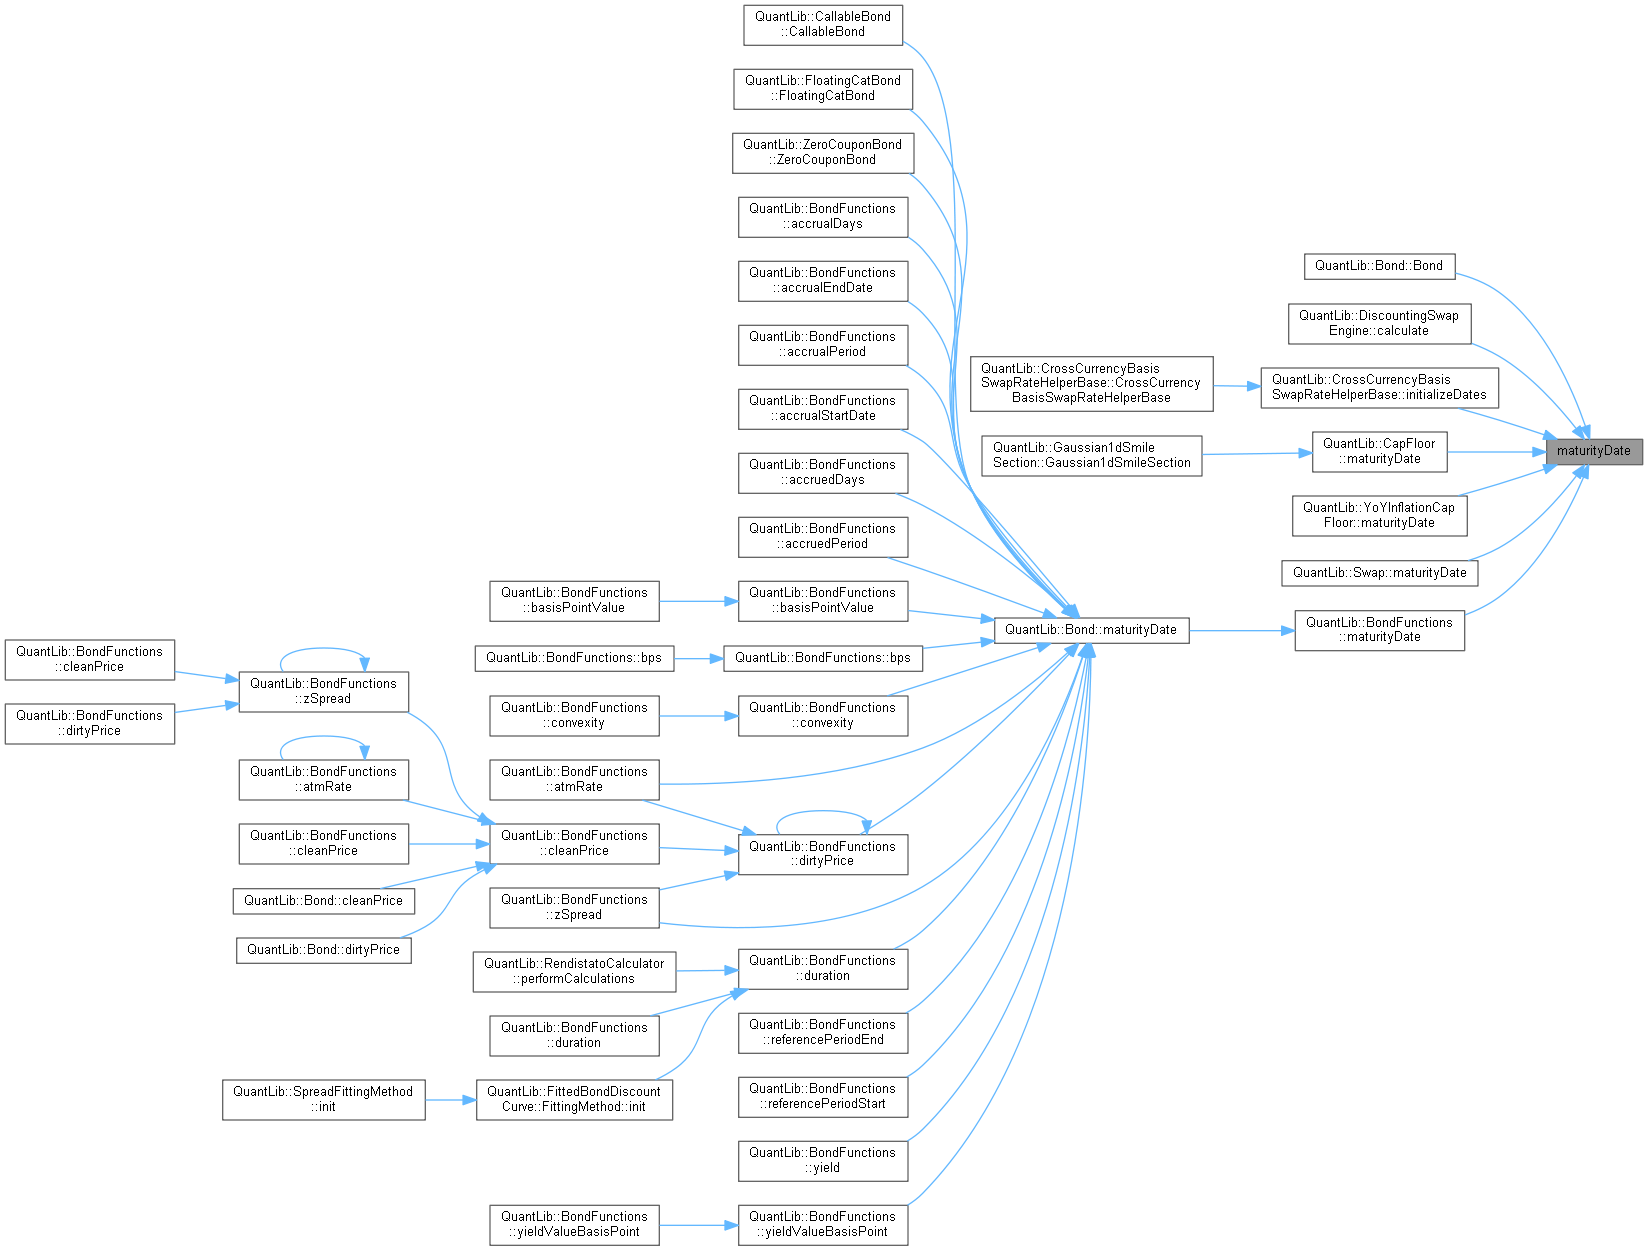 QuantLib::CallableBond
::CallableBond
QuantLib::FloatingCatBond
::FloatingCatBond
QuantLib::ZeroCouponBond
::ZeroCouponBond
QuantLib::BondFunctions
::accrualDays
QuantLib::BondFunctions
::accrualEndDate
QuantLib::BondFunctions
::accrualPeriod
QuantLib::BondFunctions
::accrualStartDate
QuantLib::BondFunctions
::accruedDays
QuantLib::BondFunctions
::accruedPeriod
QuantLib::BondFunctions
::basisPointValue
QuantLib::BondFunctions
::basisPointValue
QuantLib::BondFunctions::bps
QuantLib::BondFunctions::bps
QuantLib::BondFunctions
::convexity
QuantLib::BondFunctions
::convexity
QuantLib::BondFunctions
::cleanPrice
QuantLib::BondFunctions
::dirtyPrice
QuantLib::BondFunctions
::zSpread
QuantLib::BondFunctions
::atmRate
QuantLib::BondFunctions
::cleanPrice
QuantLib::Bond::cleanPrice
QuantLib::Bond::dirtyPrice
QuantLib::BondFunctions
::atmRate
QuantLib::BondFunctions
::cleanPrice
QuantLib::BondFunctions
::zSpread
QuantLib::BondFunctions
::dirtyPrice
QuantLib::RendistatoCalculator
::performCalculations
QuantLib::BondFunctions
::duration
QuantLib::BondFunctions
::duration
QuantLib::SpreadFittingMethod
::init
QuantLib::FittedBondDiscount
Curve::FittingMethod::init
QuantLib::BondFunctions
::referencePeriodEnd
QuantLib::BondFunctions
::referencePeriodStart
QuantLib::BondFunctions
::yield
QuantLib::BondFunctions
::yieldValueBasisPoint
QuantLib::BondFunctions
::yieldValueBasisPoint
QuantLib::Bond::maturityDate
QuantLib::CrossCurrencyBasis
SwapRateHelperBase::CrossCurrency
BasisSwapRateHelperBase
QuantLib::Gaussian1dSmile
Section::Gaussian1dSmileSection
QuantLib::Bond::Bond
QuantLib::DiscountingSwap
Engine::calculate
QuantLib::CrossCurrencyBasis
SwapRateHelperBase::initializeDates
QuantLib::CapFloor
::maturityDate
QuantLib::YoYInflationCap
Floor::maturityDate
QuantLib::Swap::maturityDate
QuantLib::BondFunctions
::maturityDate
maturityDate